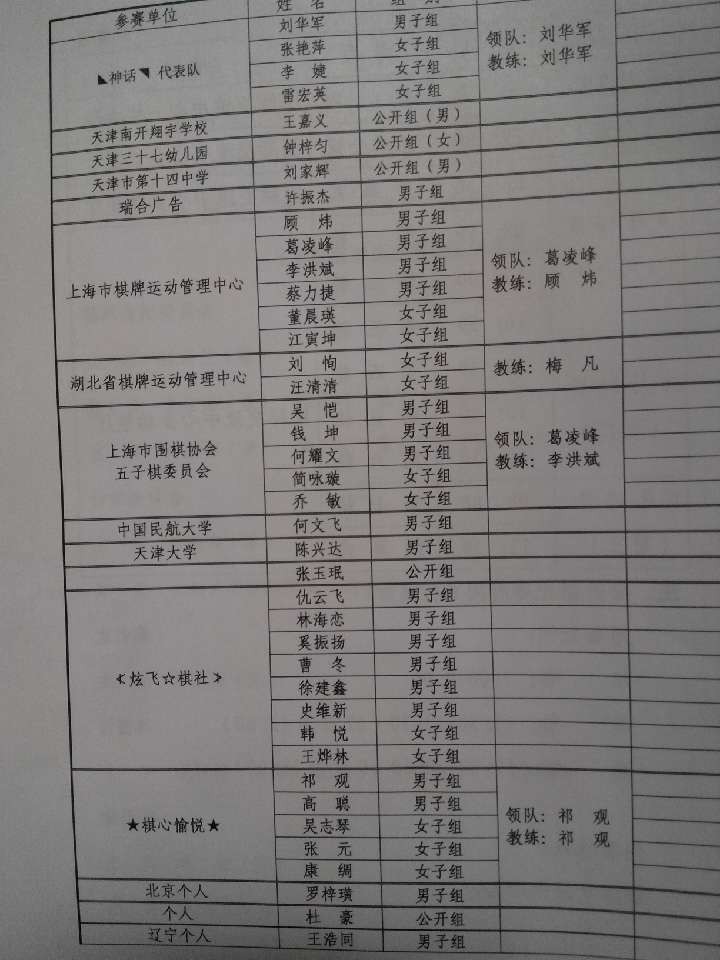 参赛单位 姓 名
刘华军 男子组
张艳萍 女子组
◣神话◥ 代表队
李 婕 女子组
雷宏英 女子组
领队：刘华军
教练：刘华军
天津南开翔宇学校 王嘉义 公开组（男）
天津三十七幼儿园 钟梓匀 公开组（女）
天津市第十四中学 刘家辉 公开组（男）
瑞合广告 许振杰 男子组
上海市棋牌运动管理中心
顾 炜 男子组
葛凌峰 男子组
李洪斌 男子组
蔡力捷 男子组
董晨瑛 女子组
江寅坤 女子组
领队：葛凌峰
教练：顾 炜
湖北省棋牌运动管理中心
刘 恂 女子组
汪清清 女子组
教练：梅 凡
上海市围棋协会
五子棋委员会
吴 恺 男子组
钱 坤 男子组
何耀文 男子组
简咏璇 女子组
乔 敏 女子组
领队：葛凌峰
教练：李洪斌
中国民航大学 何文飞 男子组
天津大学 陈兴达 男子组
张玉珉 公开组
≮炫飞☆棋社≯
仇云飞 男子组
林海恋 男子组
奚振扬 男子组
曹 冬 男子组
徐建鑫 男子组
史维新 男子组
韩 悦 女子组
王烨林 女子组
★棋心愉悦★
祁 观 男子组
高 聪 男子组
吴志琴 女子组
张 元 女子组
康 绸 女子组
领队：祁 观
教练：祁 观
北京个人 罗梓璜 男子组
个人 杜 豪 公开组
辽宁个人 王浩同 男子组